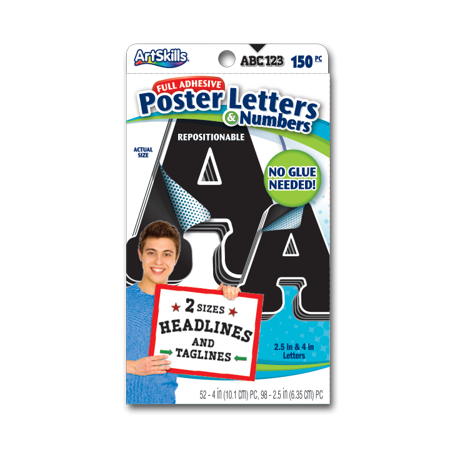 ArtSkills
ABC 123 150 PC
FULL ADHESIVE
Poster Letters
& Numbers
REPOSITIONABLE
ACTUAL
SIZE
NO GLUE
NEEDED!
A
A
2 SIZES
HEADLINES
AND
TAGLINES
2.5 in & 4 in
Letters
52 - 4 in (10.1 cm) PC, 98 - 2.5 in (6.35 cm) PC